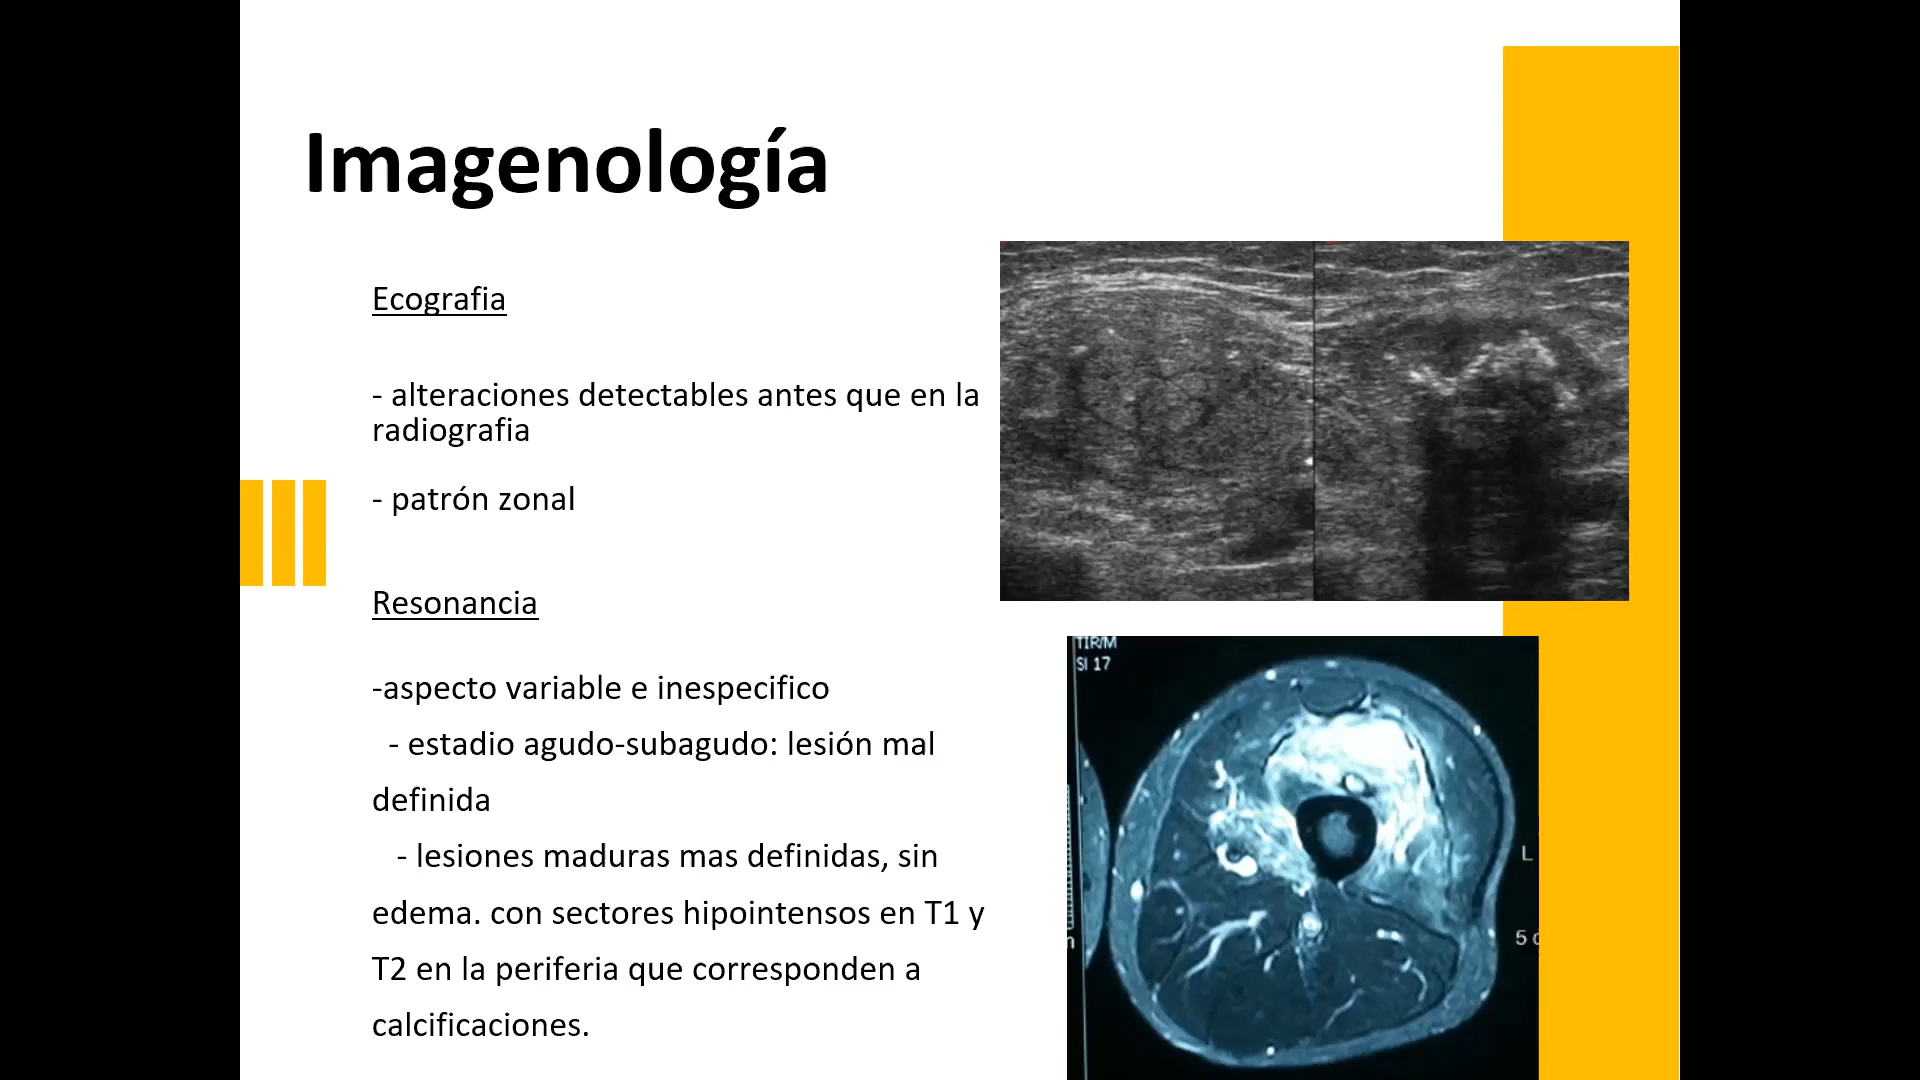 Imagenología
Ecografia
- alteraciones detectables antes que en la
radiografia
- patrón zonal
Resonancia
-aspecto variable e inespecifico
- estadio agudo-subagudo: lesión mal
definida
- lesiones maduras mas definidas, sin
edema. con sectores hipointensos en T1 y
T2 en la periferia que corresponden a
calcificaciones.
TIR/M
SI 17
L
5 c